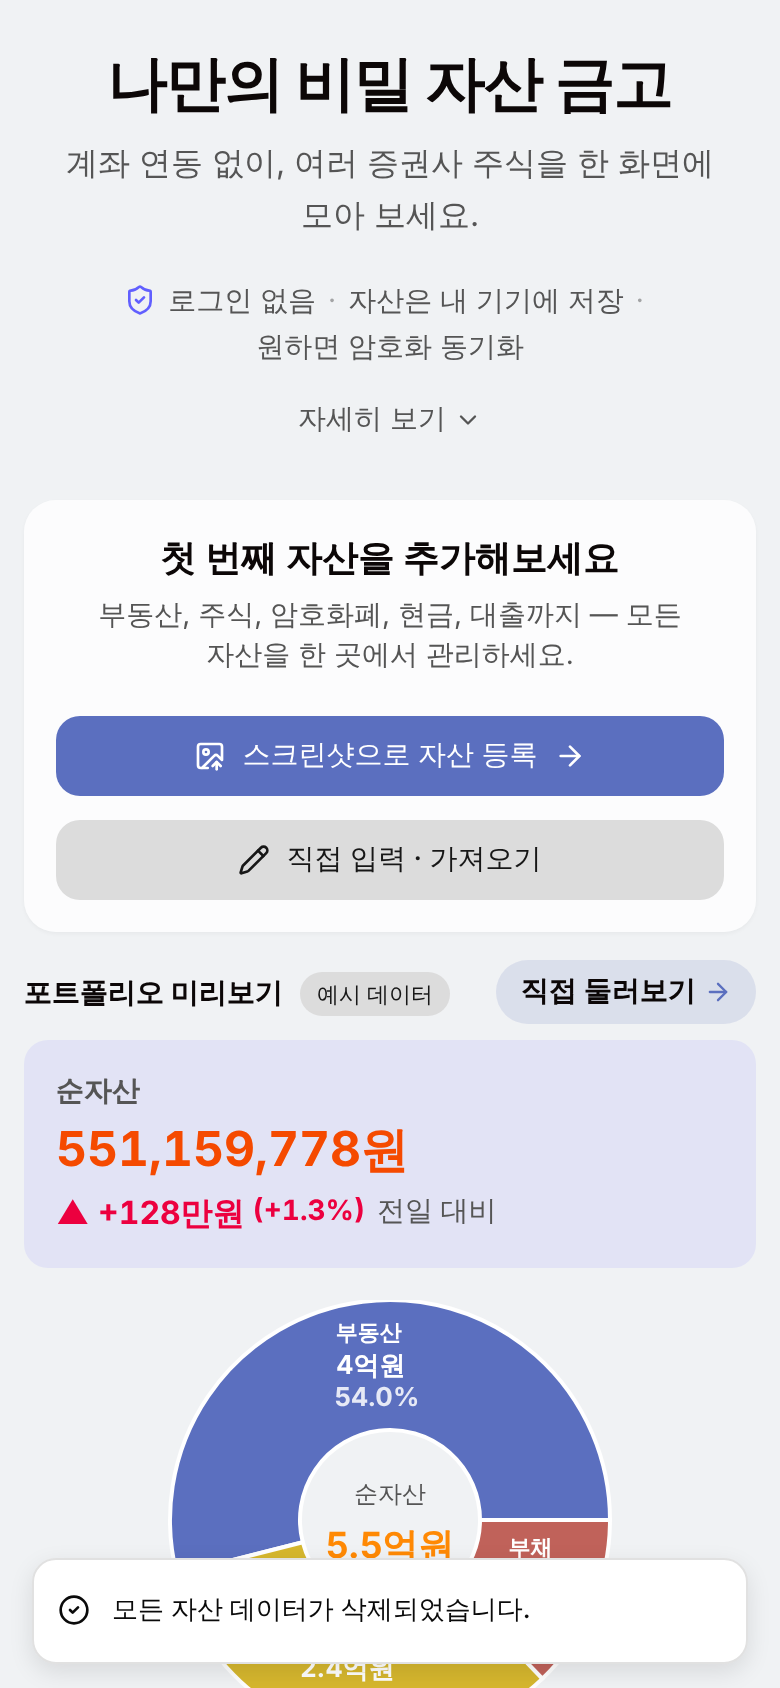 나만의 비밀 자산 금고
계좌 연동 없이, 여러 증권사 주식을 한 화면에
모아 보세요.
로그인 없음 · 자산은 내 기기에 저장 ·
원하면 암호화 동기화
자세히 보기
첫 번째 자산을 추가해보세요
부동산, 주식, 암호화폐, 현금, 대출까지 — 모든
자산을 한 곳에서 관리하세요.
스크린샷으로 자산 등록
직접 입력 · 가져오기
포트폴리오 미리보기 예시 데이터 직접 둘러보기
순자산
551,159,778원
▲ +128만원 (+1.3%) 전일 대비
부동산
4억원
54.0%
순자산
5.5억원
부채
모든 자산 데이터가 삭제되었습니다.
2.4억원